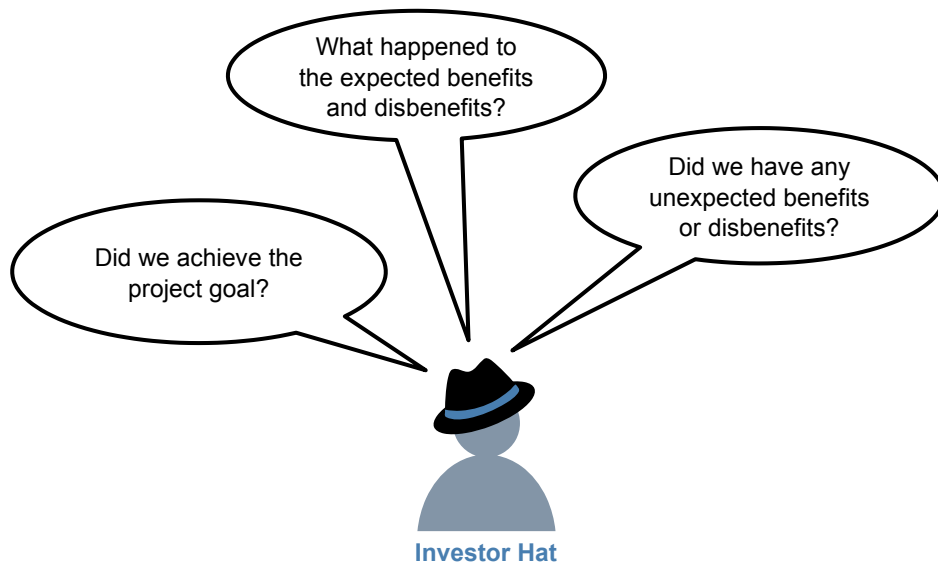 What happened to
the expected benefits
and disbenefits?
Did we have any
unexpected benefits
or disbenefits?
Did we achieve the
project goal?
Investor Hat